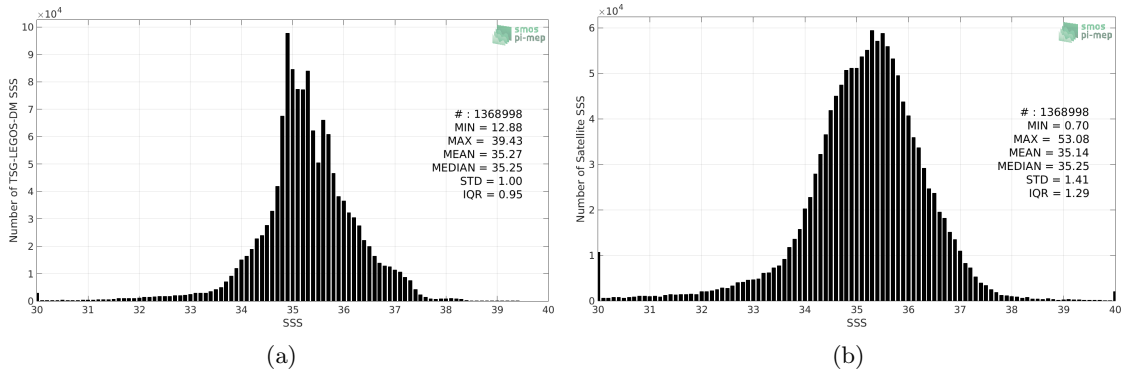 ×10⁴
10
9
8
7
6
5
4
3
2
1
0
Number of TSG-LEGOS-DM SSS
smos
pi-mep
# : 1368998
MIN = 12.88
MAX = 39.43
MEAN = 35.27
MEDIAN = 35.25
STD = 1.00
IQR = 0.95
30 31 32 33 34 35 36 37 38 39 40
SSS
(a)
×10⁴
6
5
4
3
2
1
0
Number of Satellite SSS
smos
pi-mep
# : 1368998
MIN = 0.70
MAX = 53.08
MEAN = 35.14
MEDIAN = 35.25
STD = 1.41
IQR = 1.29
30 31 32 33 34 35 36 37 38 39 40
SSS
(b)